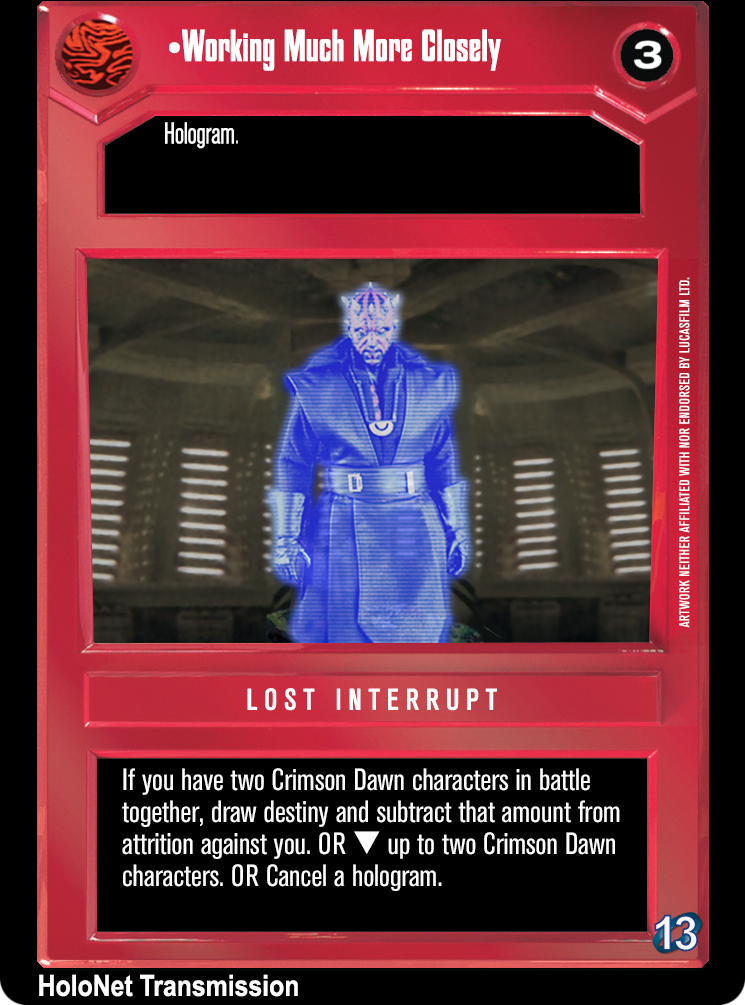 •Working Much More Closely
3
Hologram.
ARTWORK NEITHER AFFILIATED WITH NOR ENDORSED BY LUCASFILM LTD.
LOST INTERRUPT
If you have two Crimson Dawn characters in battle
together, draw destiny and subtract that amount from
attrition against you. OR ▼ up to two Crimson Dawn
characters. OR Cancel a hologram.
13
HoloNet Transmission